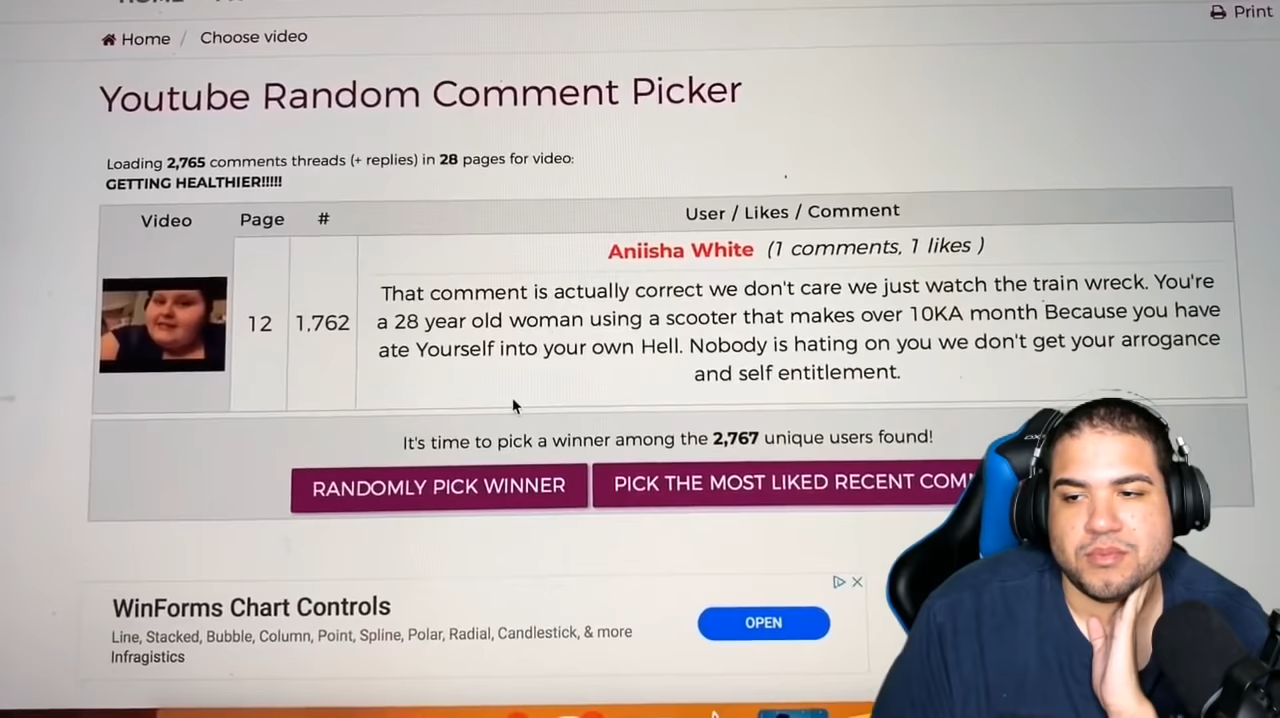 Print
Home / Choose video
Youtube Random Comment Picker
Loading 2,765 comments threads (+ replies) in 28 pages for video:
GETTING HEALTHIER!!!!!
Video Page # User / Likes / Comment
Aniisha White (1 comments, 1 likes )
12 1,762
That comment is actually correct we don't care we just watch the train wreck. You're
a 28 year old woman using a scooter that makes over 10KA month Because you have
ate Yourself into your own Hell. Nobody is hating on you we don't get your arrogance
and self entitlement.
It's time to pick a winner among the 2,767 unique users found!
RANDOMLY PICK WINNER PICK THE MOST LIKED RECENT
WinForms Chart Controls
Line, Stacked, Bubble, Column, Point, Spline, Polar, Radial, Candlestick, & more
Infragistics
OPEN